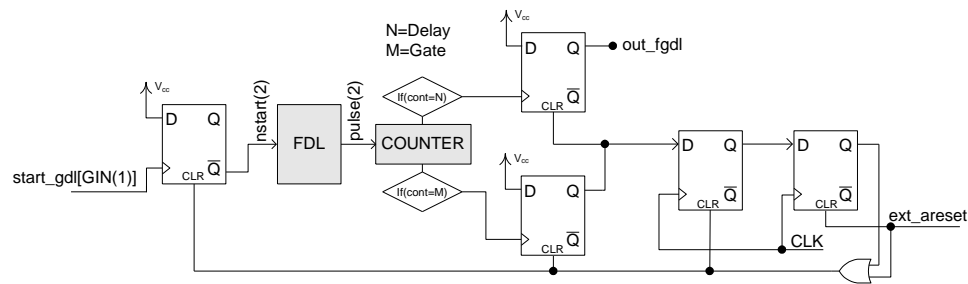 N=Delay
M=Gate
Vcc
D Q
Q
CLR
out_fgdl
If(cont=N)
Vcc
D Q
Q
CLR
start_gdl[GIN(1)]
nstart(2)
FDL
pulse(2)
COUNTER
If(cont=M)
Vcc
D Q
Q
CLR
D Q
Q
CLR
D Q
Q
CLR
CLK
ext_areset